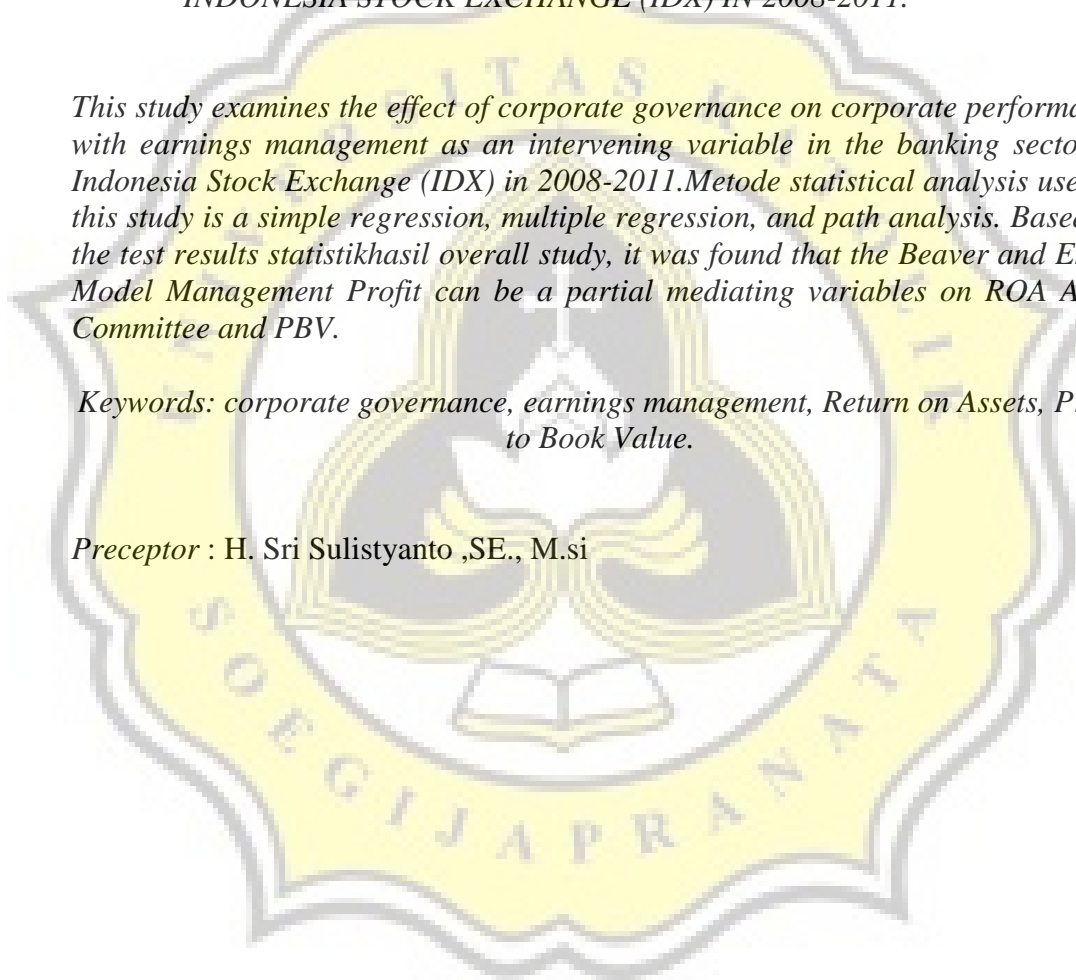 INDONESIA STOCK EXCHANGE (IDX) IN 2008-2011.
This study examines the effect of corporate governance on corporate performa
with earnings management as an intervening variable in the banking secto
Indonesia Stock Exchange (IDX) in 2008-2011.Metode statistical analysis use
this study is a simple regression, multiple regression, and path analysis. Based
the test results statistikhasil overall study, it was found that the Beaver and E
Model Management Profit can be a partial mediating variables on ROA A
Committee and PBV.
Keywords: corporate governance, earnings management, Return on Assets, P
to Book Value.
Preceptor : H. Sri Sulistyanto ,SE., M.si
SOEGIJAPRANATA